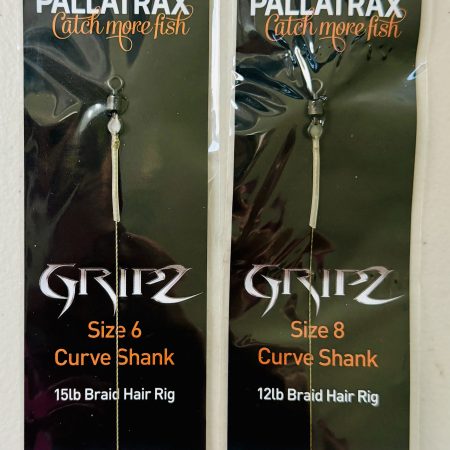 PALLATRAX
Catch more fish
GRIPZ
Size 6
Curve Shank
15lb Braid Hair Rig
PALLATRAX
Catch more fish
GRIPZ
Size 8
Curve Shank
12lb Braid Hair Rig